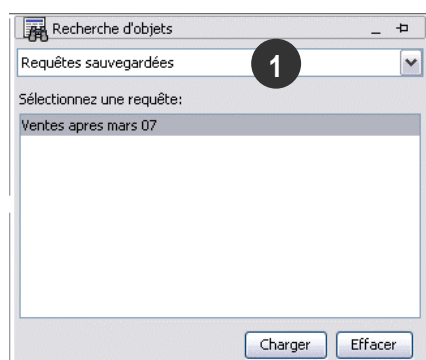 Recherche d'objets
Requêtes sauvegardées
1
Sélectionnez une requête:
Ventes apres mars 07
Charger
Effacer